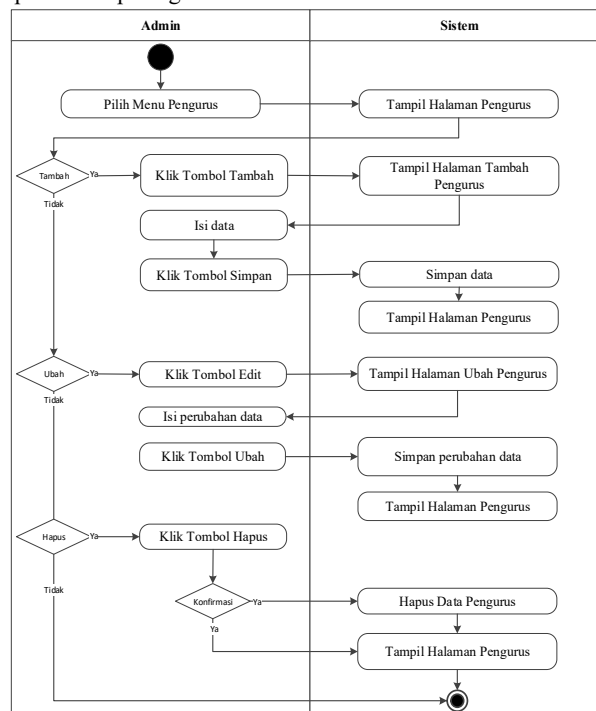 Admin
Sistem
Pilih Menu Pengurus
Tampil Halaman Pengurus
Tambah
Ya
Klik Tombol Tambah
Tampil Halaman Tambah
Pengurus
Tidak
Isi data
Klik Tombol Simpan
Simpan data
Tampil Halaman Pengurus
Ubah
Ya
Klik Tombol Edit
Tampil Halaman Ubah Pengurus
Tidak
Isi perubahan data
Klik Tombol Ubah
Simpan perubahan data
Tampil Halaman Pengurus
Hapus
Ya
Klik Tombol Hapus
Tidak
Konfirmasi
Ya
Hapus Data Pengurus
Ya
Tampil Halaman Pengurus